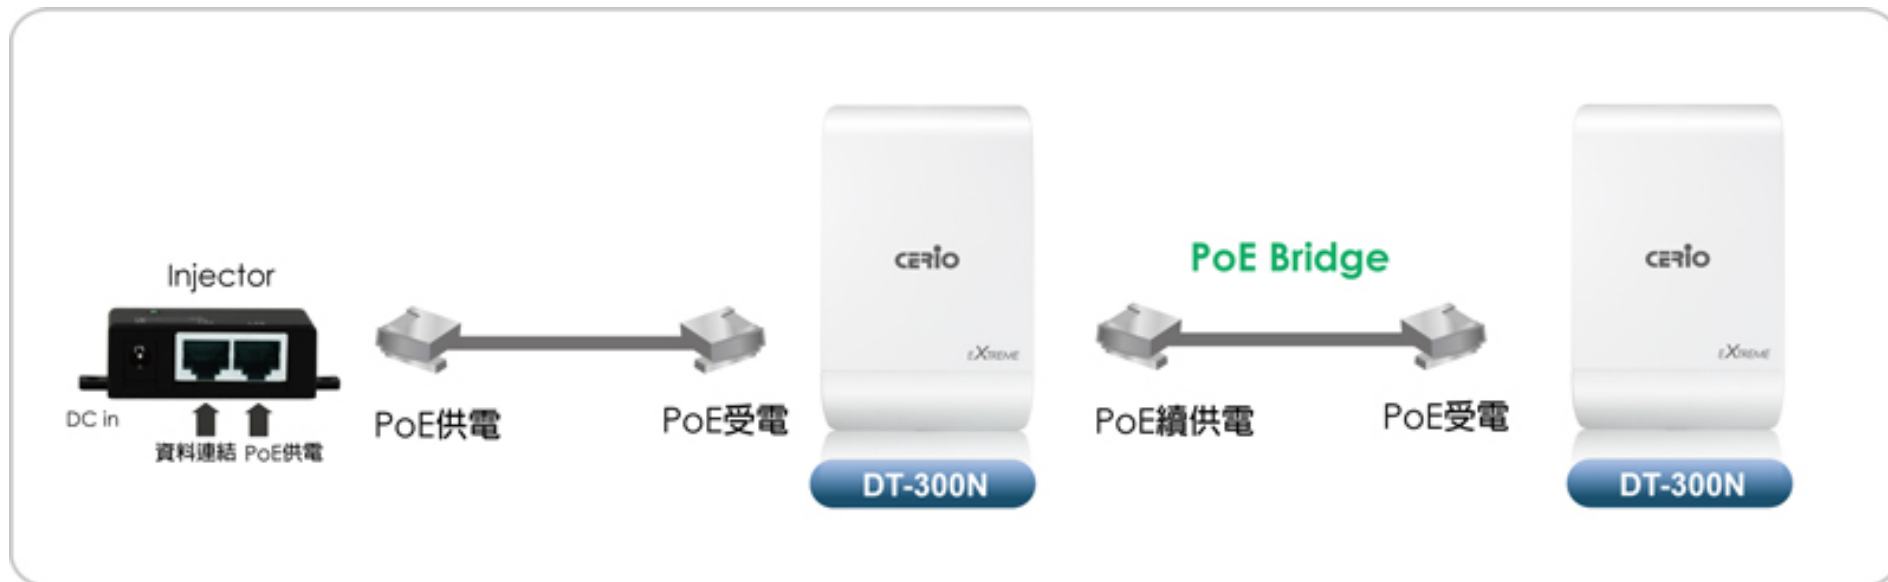 Injector
DC in
資料連結 PoE供電
PoE供電
PoE受電
CERIO
EXTREME
DT-300N
PoE Bridge
PoE續供電
PoE受電
CERIO
EXTREME
DT-300N